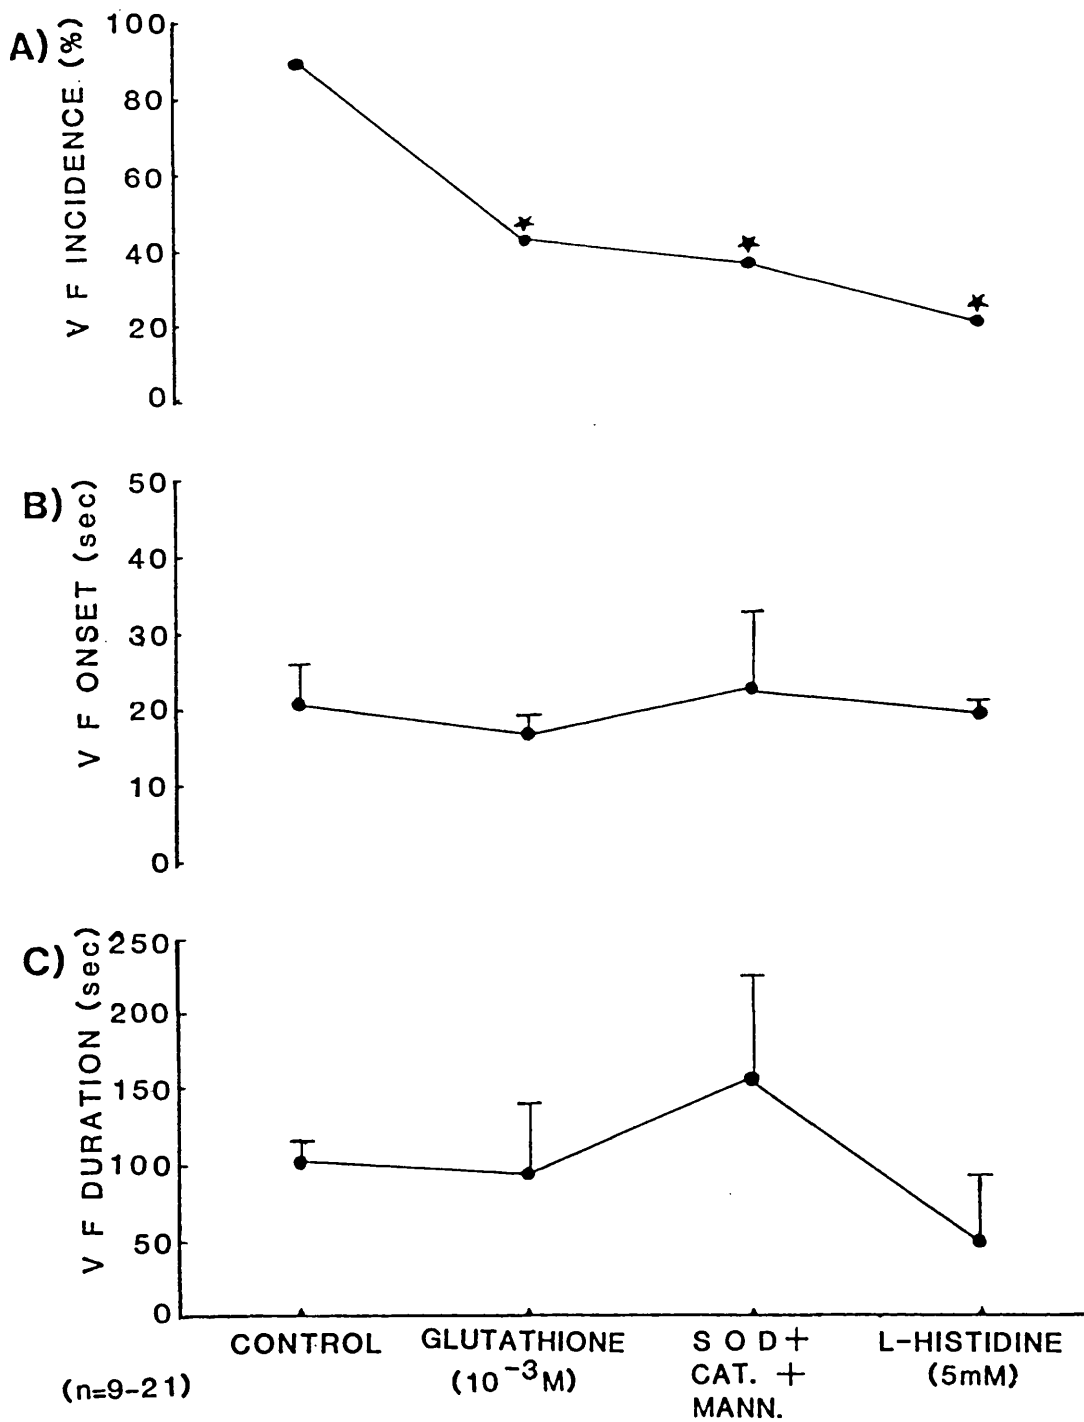 A)
V F INCIDENCE. (%)
100
80
60
40
20
0
★
★
★
B)
V F ONSET (sec)
50
40
30
20
10
0
C)
V F DURATION (sec)
250
200
150
100
50
0
CONTROL GLUTATHIONE S O D + L-HISTIDINE
(10⁻³M) CAT. + (5mM)
(n=9-21) MANN.